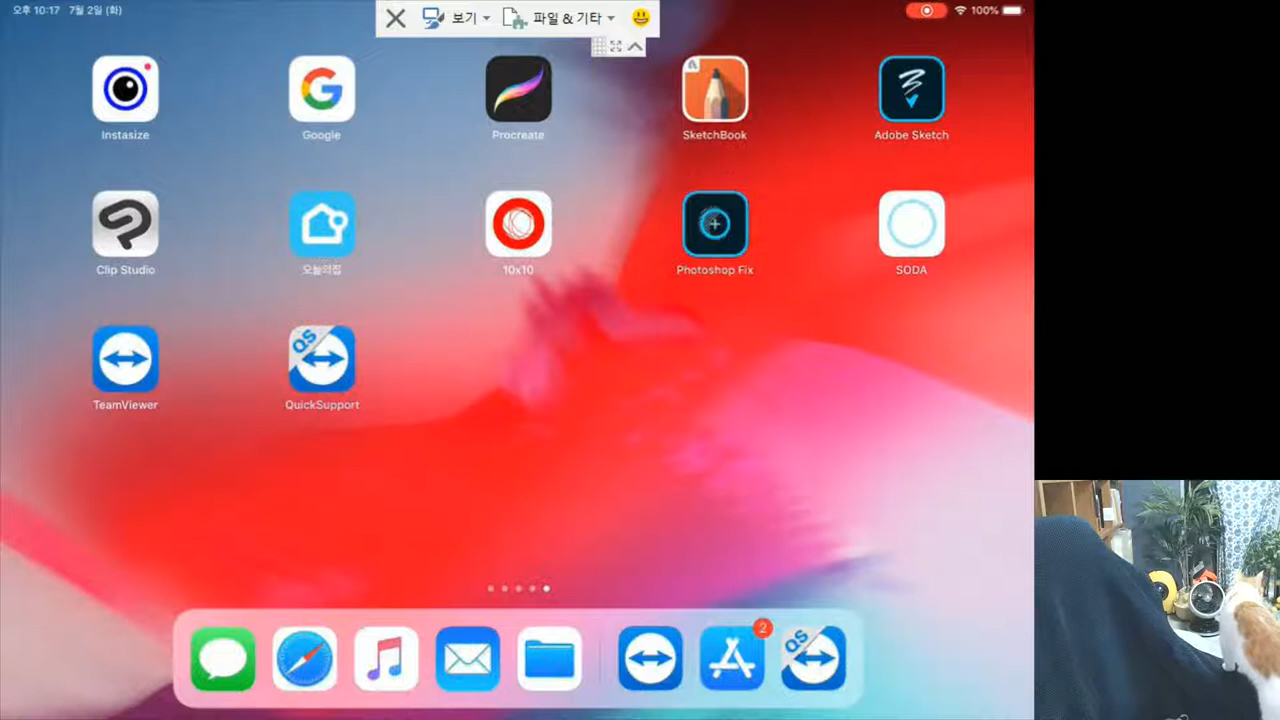 오후 10:17 7월 2일 (화)
보기
파일 & 기타
100%
Instasize
Google
Procreate
SketchBook
Adobe Sketch
Clip Studio
오늘의집
10x10
Photoshop Fix
SODA
QS
TeamViewer
QuickSupport
2
QS